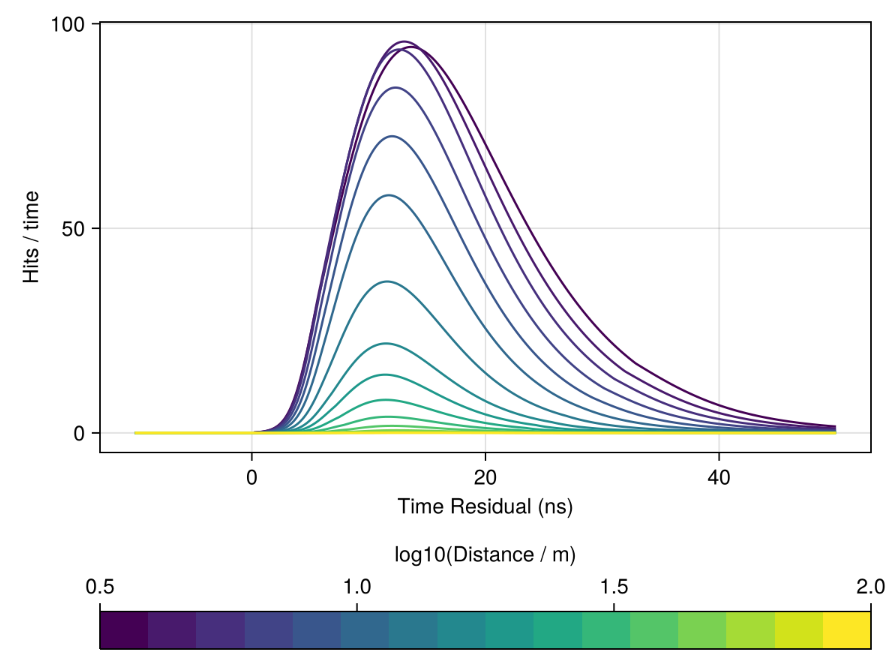 100
50
0
Hits / time
0 20 40
Time Residual (ns)
log10(Distance / m)
0.5 1.0 1.5 2.0